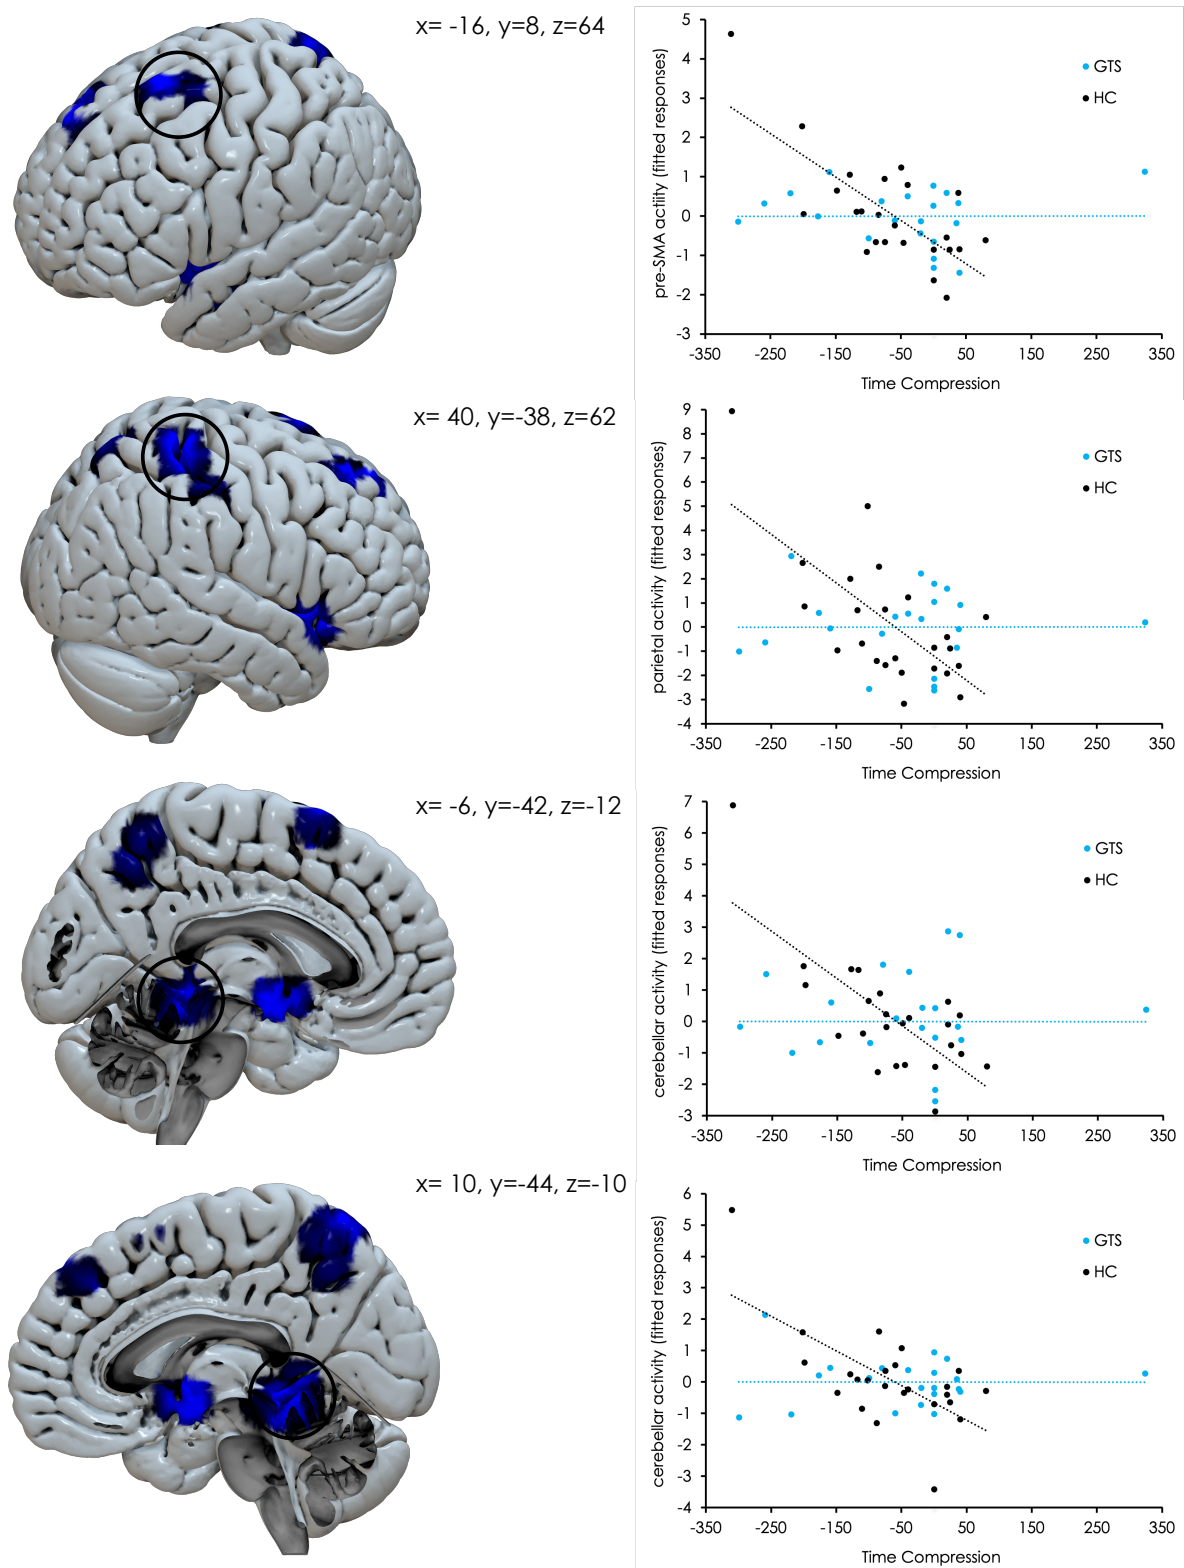 x= -16, y=8, z=64
pre-SMA actiity (fitted responses)
5
4
3
2
1
0
-1
-2
-3
GTS
HC
-350 -250 -150 -50 50 150 250 350
Time Compression
x= 40, y=-38, z=62
parietal activity (fitted responses)
9
8
7
6
5
4
3
2
1
0
-1
-2
-3
-4
GTS
HC
-350 -250 -150 -50 50 150 250 350
Time Compression
x= -6, y=-42, z=-12
cerebellar activity (fitted responses)
7
6
5
4
3
2
1
0
-1
-2
-3
GTS
HC
-350 -250 -150 -50 50 150 250 350
Time Compression
x= 10, y=-44, z=-10
cerebellar activity (fitted responses)
6
5
4
3
2
1
0
-1
-2
-3
-4
GTS
HC
-350 -250 -150 -50 50 150 250 350
Time Compression